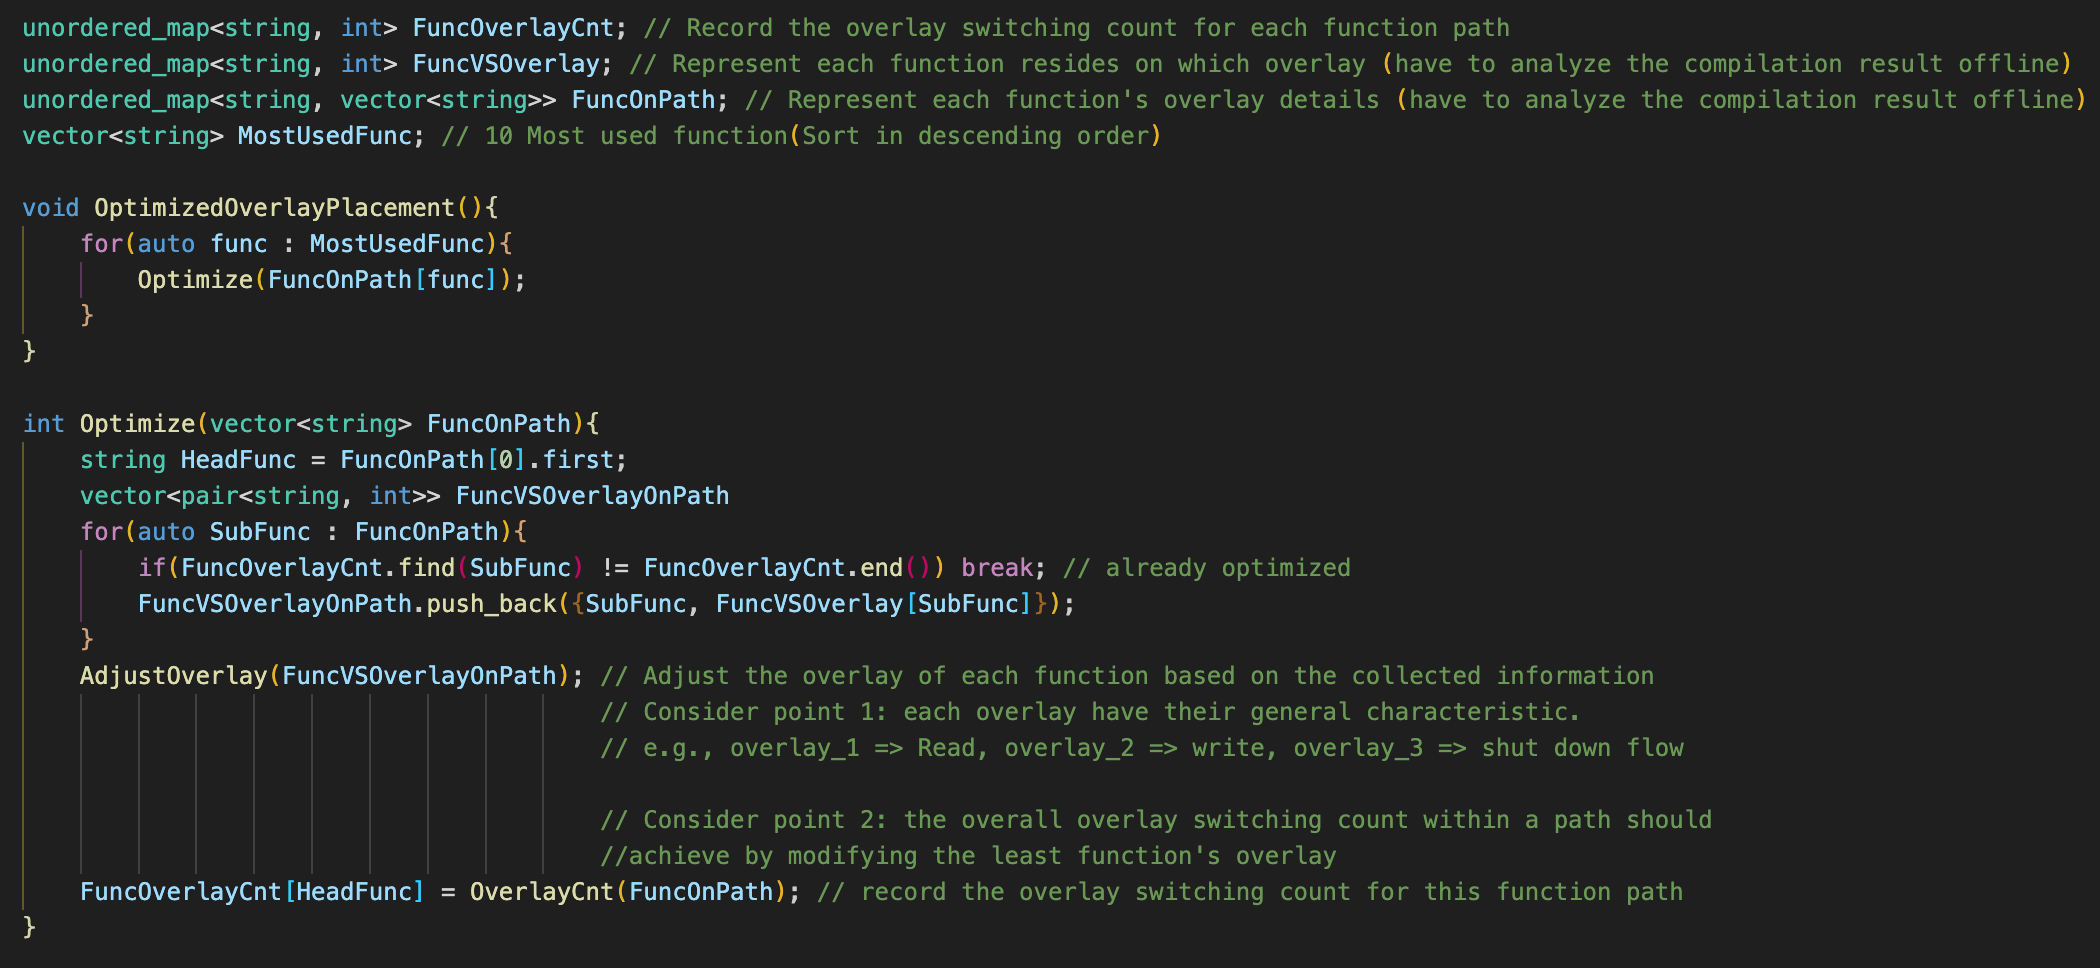 unordered_map<string, int> FuncOverlayCnt; // Record the overlay switching count for each function path
unordered_map<string, int> FuncVSOverlay; // Represent each function resides on which overlay (have to analyze the compilation result offline)
unordered_map<string, vector<string>> FuncOnPath; // Represent each function's overlay details (have to analyze the compilation result offline)
vector<string> MostUsedFunc; // 10 Most used function(Sort in descending order)

void OptimizedOverlayPlacement(){
    for(auto func : MostUsedFunc){
        Optimize(FuncOnPath[func]);
    }
}

int Optimize(vector<string> FuncOnPath){
    string HeadFunc = FuncOnPath[0].first;
    vector<pair<string, int>> FuncVSOverlayOnPath
    for(auto SubFunc : FuncOnPath){
        if(FuncOverlayCnt.find(SubFunc) != FuncOverlayCnt.end()) break; // already optimized
        FuncVSOverlayOnPath.push_back({SubFunc, FuncVSOverlay[SubFunc]});
    }
    AdjustOverlay(FuncVSOverlayOnPath); // Adjust the overlay of each function based on the collected information
                                        // Consider point 1: each overlay have their general characteristic.
                                        // e.g., overlay_1 => Read, overlay_2 => write, overlay_3 => shut down flow

                                        // Consider point 2: the overall overlay switching count within a path should
                                        //achieve by modifying the least function's overlay
    FuncOverlayCnt[HeadFunc] = OverlayCnt(FuncOnPath); // record the overlay switching count for this function path
}